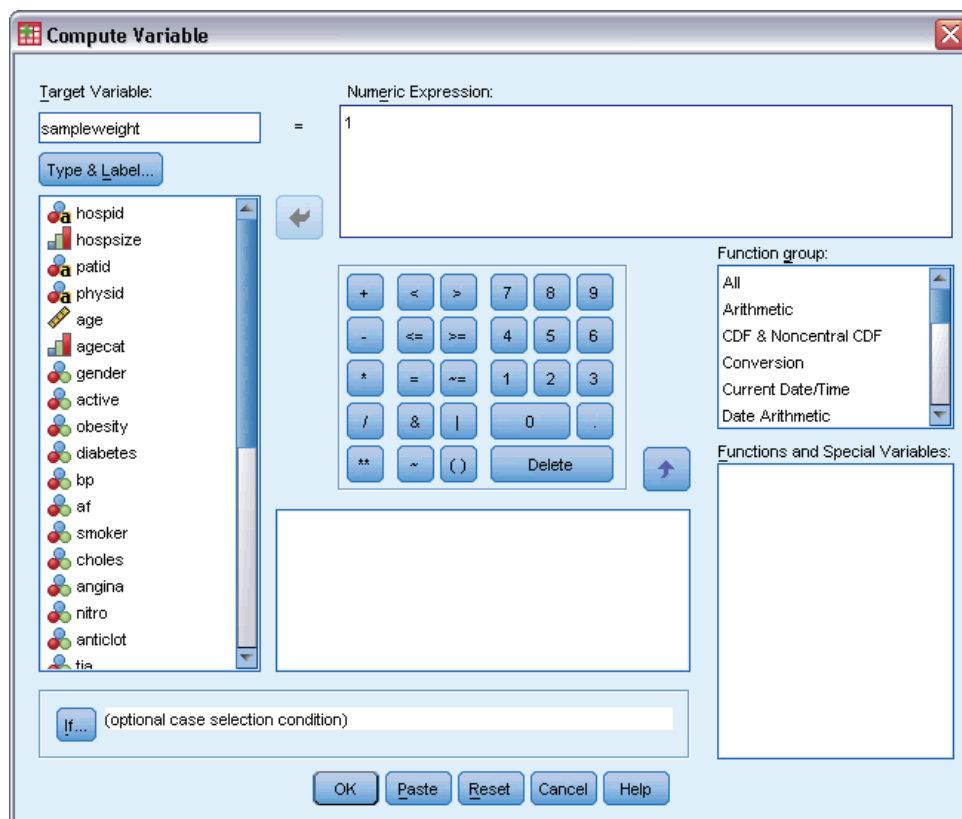 Compute Variable
Target Variable:
sampleweight
=
Numeric Expression:
1
Type & Label...
hospid
hospsize
patid
physid
age
agecat
gender
active
obesity
diabetes
bp
af
smoker
choles
angina
nitro
anticlot
tia
+ < > 7 8 9
- <= >= 4 5 6
* = ~= 1 2 3
/ & | 0 .
** ~ ( ) Delete
Function group:
All
Arithmetic
CDF & Noncentral CDF
Conversion
Current Date/Time
Date Arithmetic
Functions and Special Variables:
If... (optional case selection condition)
OK Paste Reset Cancel Help